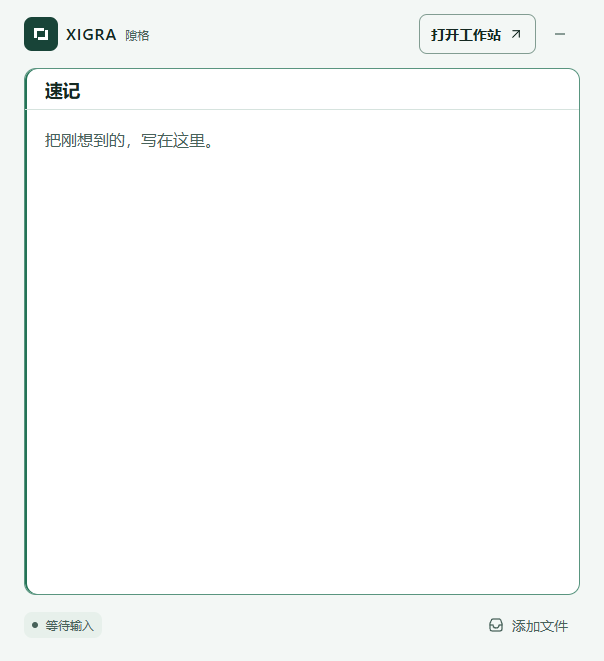 XIGRA 隙格
打开工作站
速记
把刚想到的，写在这里。
等待输入
添加文件